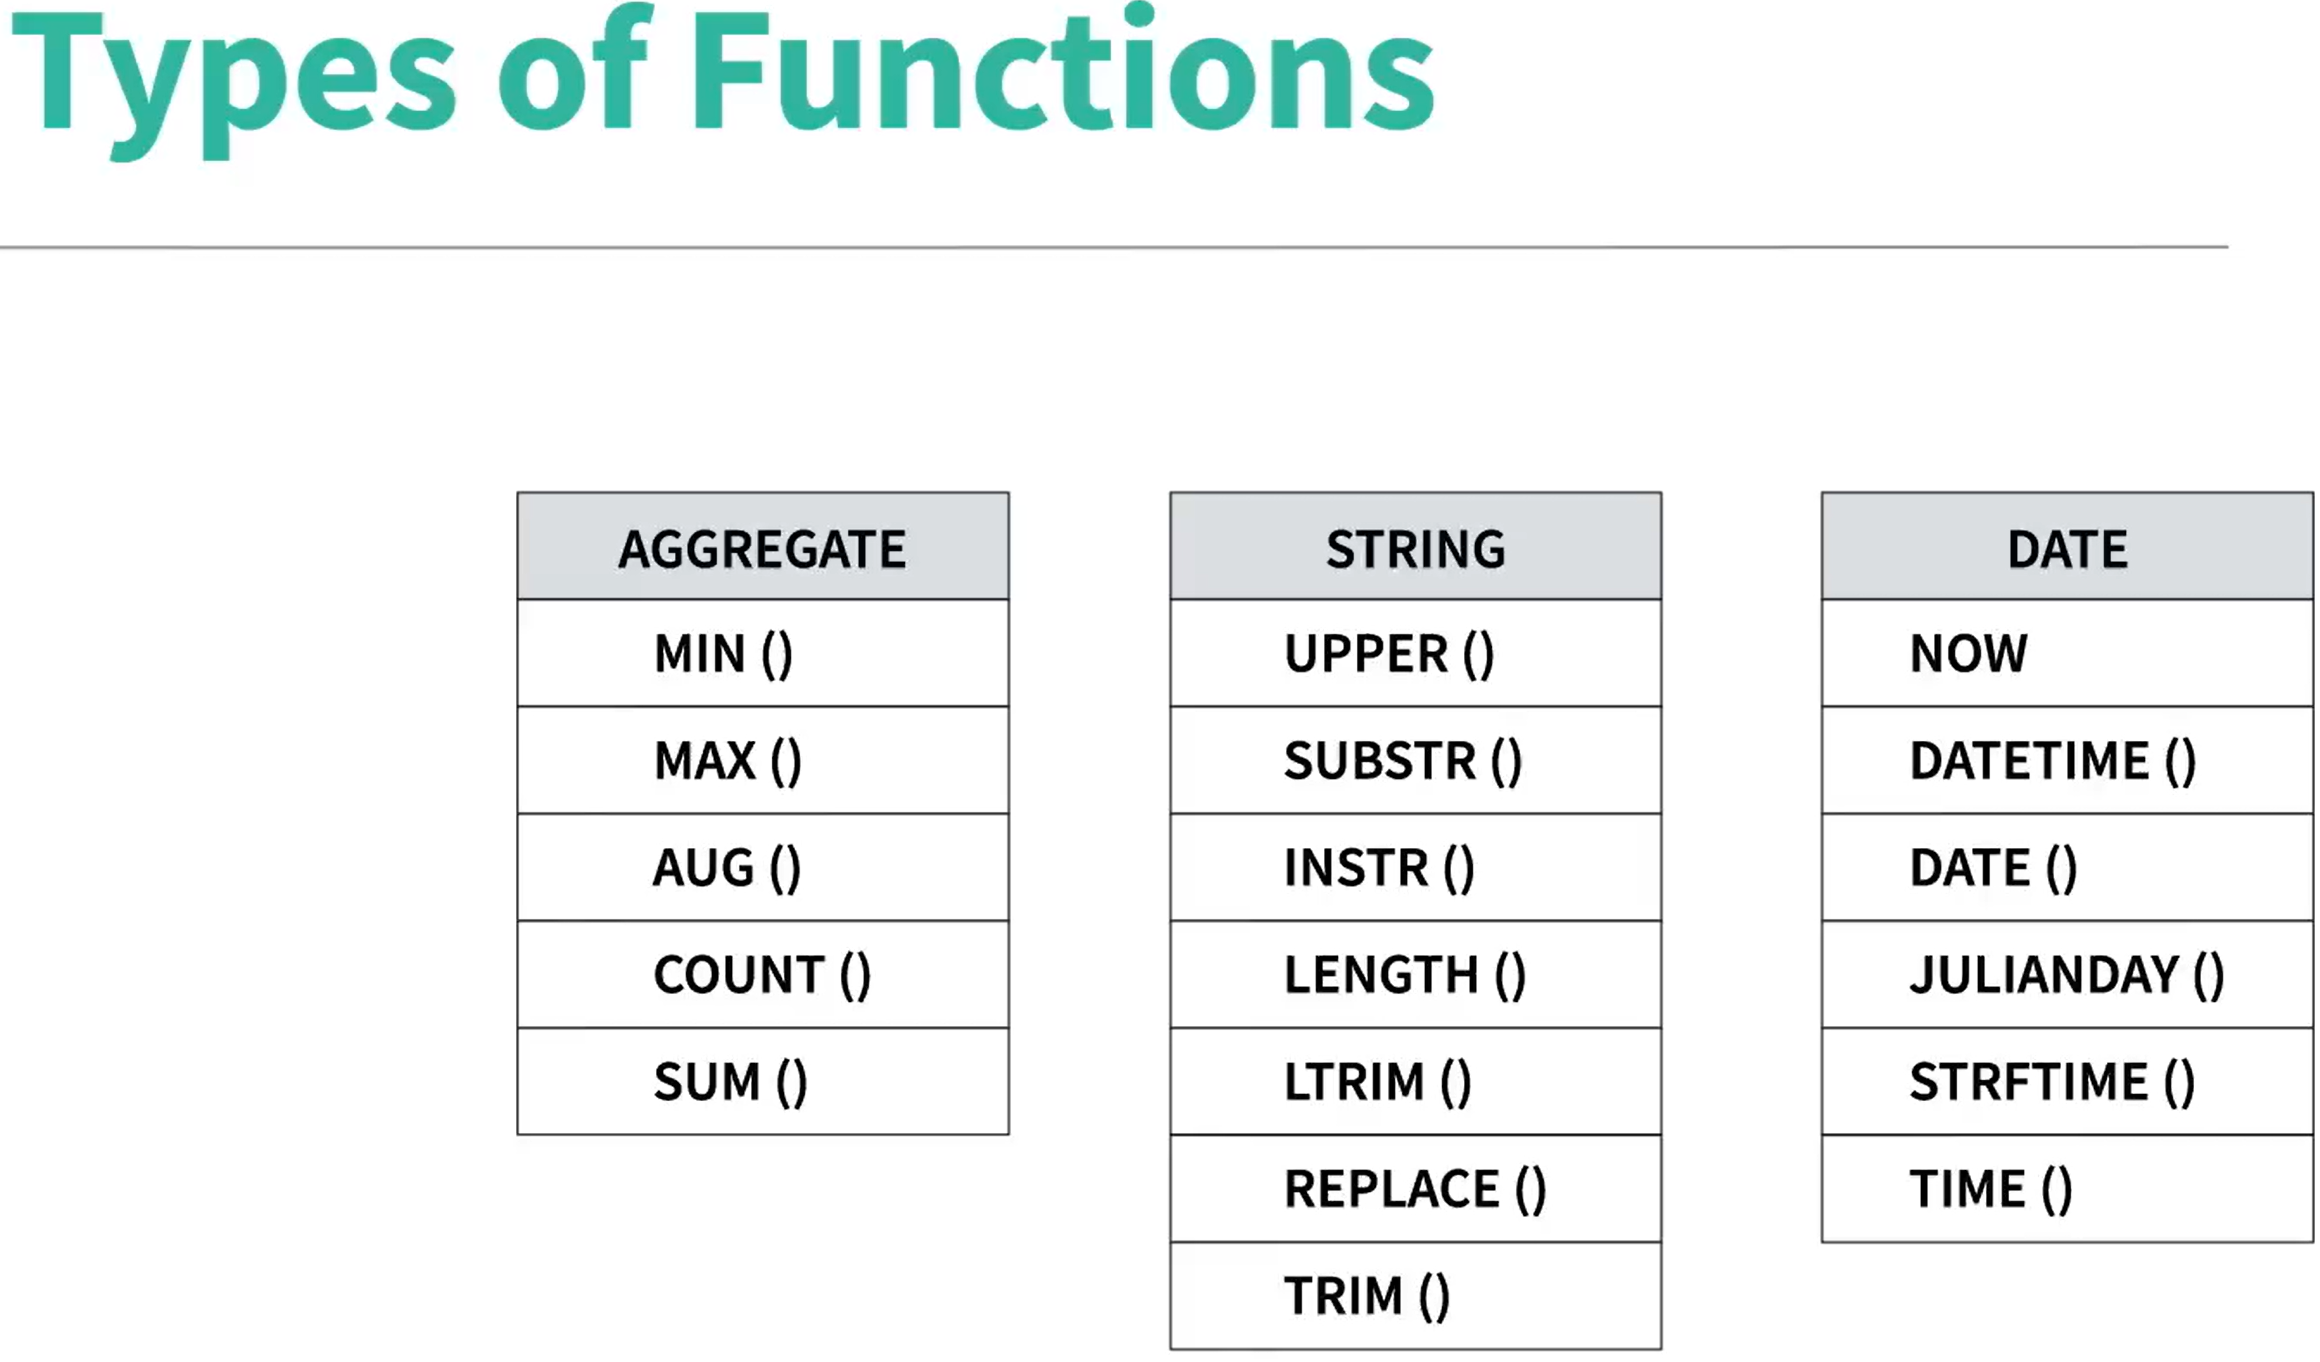 Types of Functions
AGGREGATE
MIN ()
MAX ()
AUG ()
COUNT ()
SUM ()
STRING
UPPER ()
SUBSTR ()
INSTR ()
LENGTH ()
LTRIM ()
REPLACE ()
TRIM ()
DATE
NOW
DATETIME ()
DATE ()
JULIANDAY ()
STRFTIME ()
TIME ()